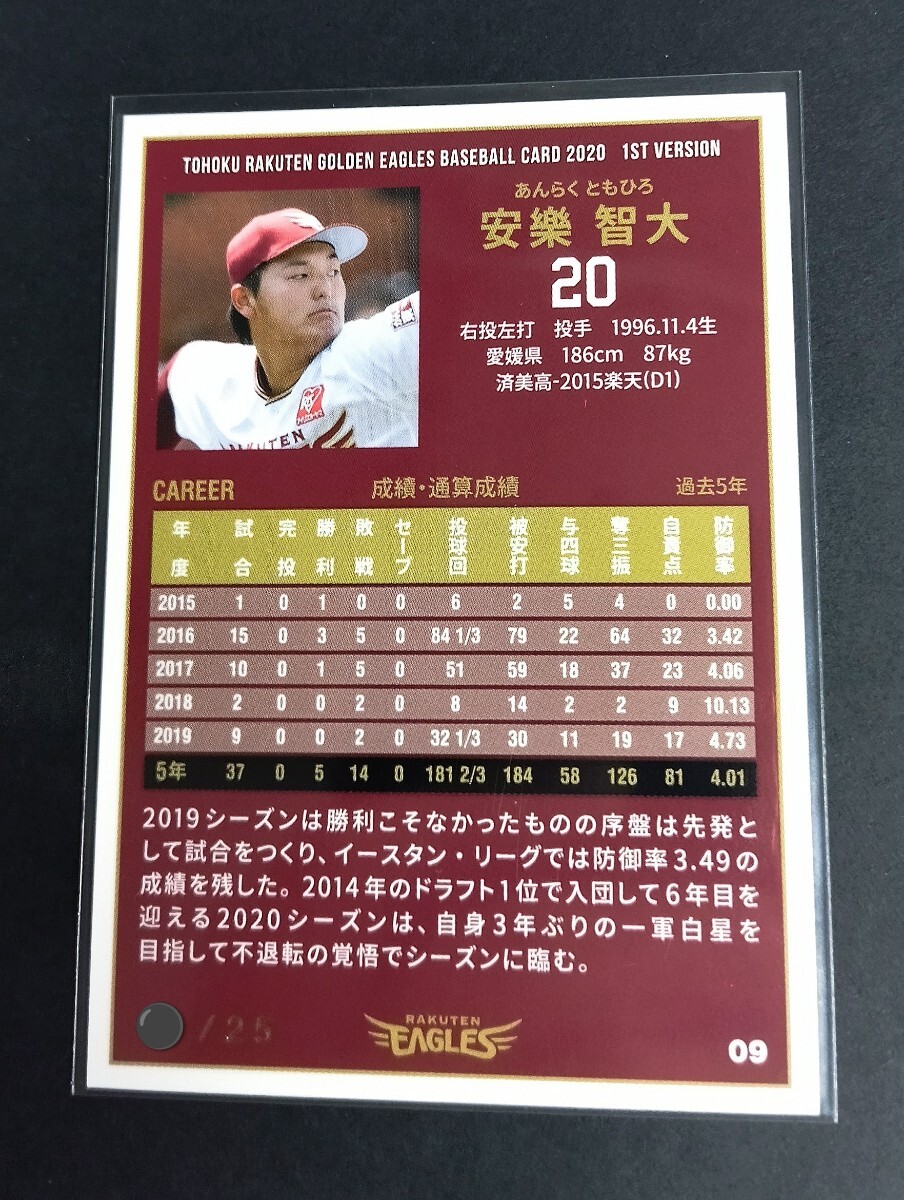 TOHOKU RAKUTEN GOLDEN EAGLES BASEBALL CARD 2020 1ST VERSION
あんらく ともひろ
安樂 智大
20
右投左打 投手 1996.11.4生
愛媛県 186cm 87kg
済美高-2015楽天(D1)
RAKUTEN
CAREER 成績・通算成績 過去5年
年度 試合 完投 勝利 敗戦 セーブ 投球回 被安打 与四球 奪三振 自責点 防御率
2015 1 0 1 0 0 6 2 5 4 0 0.00
2016 15 0 3 5 0 84 1/3 79 22 64 32 3.42
2017 10 0 1 5 0 51 59 18 37 23 4.06
2018 2 0 0 2 0 8 14 2 2 9 10.13
2019 9 0 0 2 0 32 1/3 30 11 19 17 4.73
5年 37 0 5 14 0 181 2/3 184 58 126 81 4.01
2019シーズンは勝利こそなかったものの序盤は先発と
して試合をつくり、イースタン・リーグでは防御率3.49の
成績を残した。2014年のドラフト1位で入団して6年目を
迎える2020シーズンは、自身3年ぶりの一軍白星を
目指して不退転の覚悟でシーズンに臨む。
/25
RAKUTEN
EAGLES
09